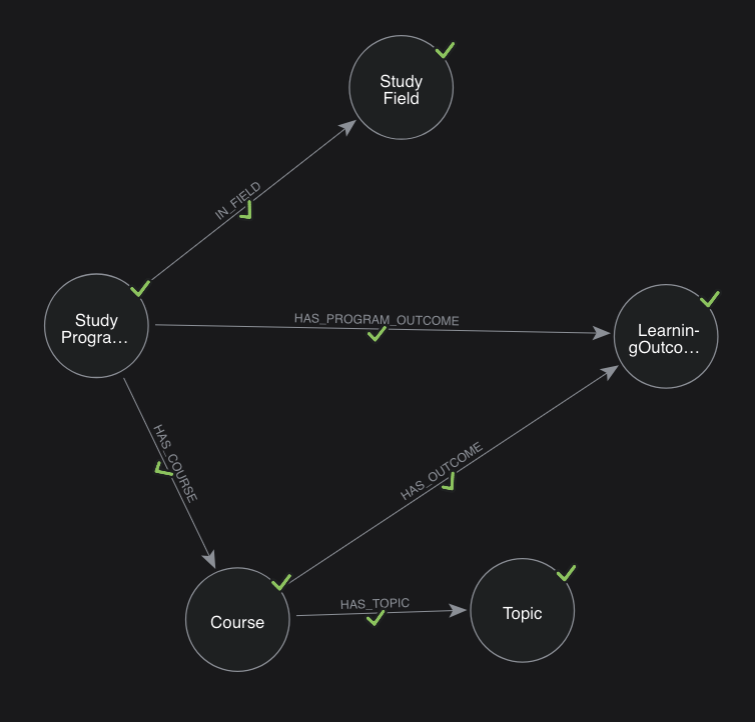 Study
Field
IN_FIELD
Study
Progra…
HAS_PROGRAM_OUTCOME
Learnin-
gOutco…
HAS_COURSE
HAS_OUTCOME
Course
HAS_TOPIC
Topic